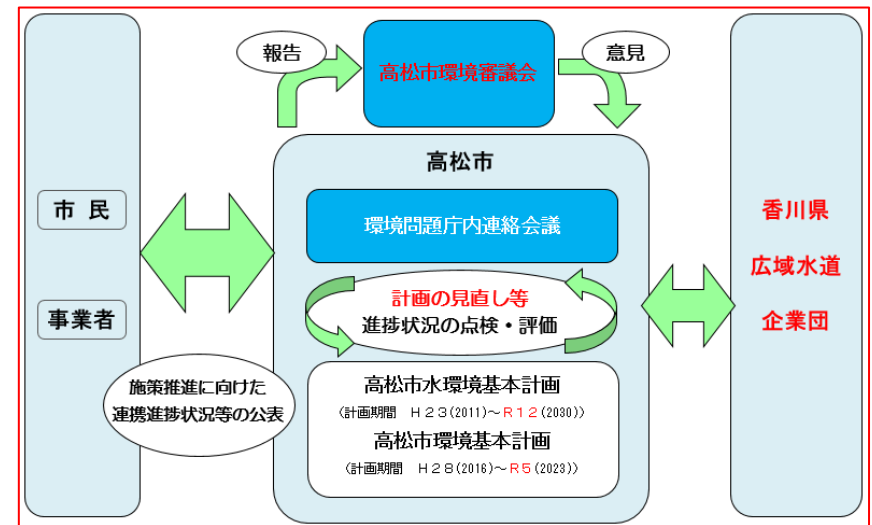 報告
高松市環境審議会
意見
高松市
市 民
事業者
環境問題庁内連絡会議
計画の見直し等
進捗状況の点検・評価
施策推進に向けた
連携進捗状況等の公表
高松市水環境基本計画
(計画期間 H23(2011)～R12(2030))
高松市環境基本計画
(計画期間 H28(2016)～R5(2023))
香川県
広域水道
企業団